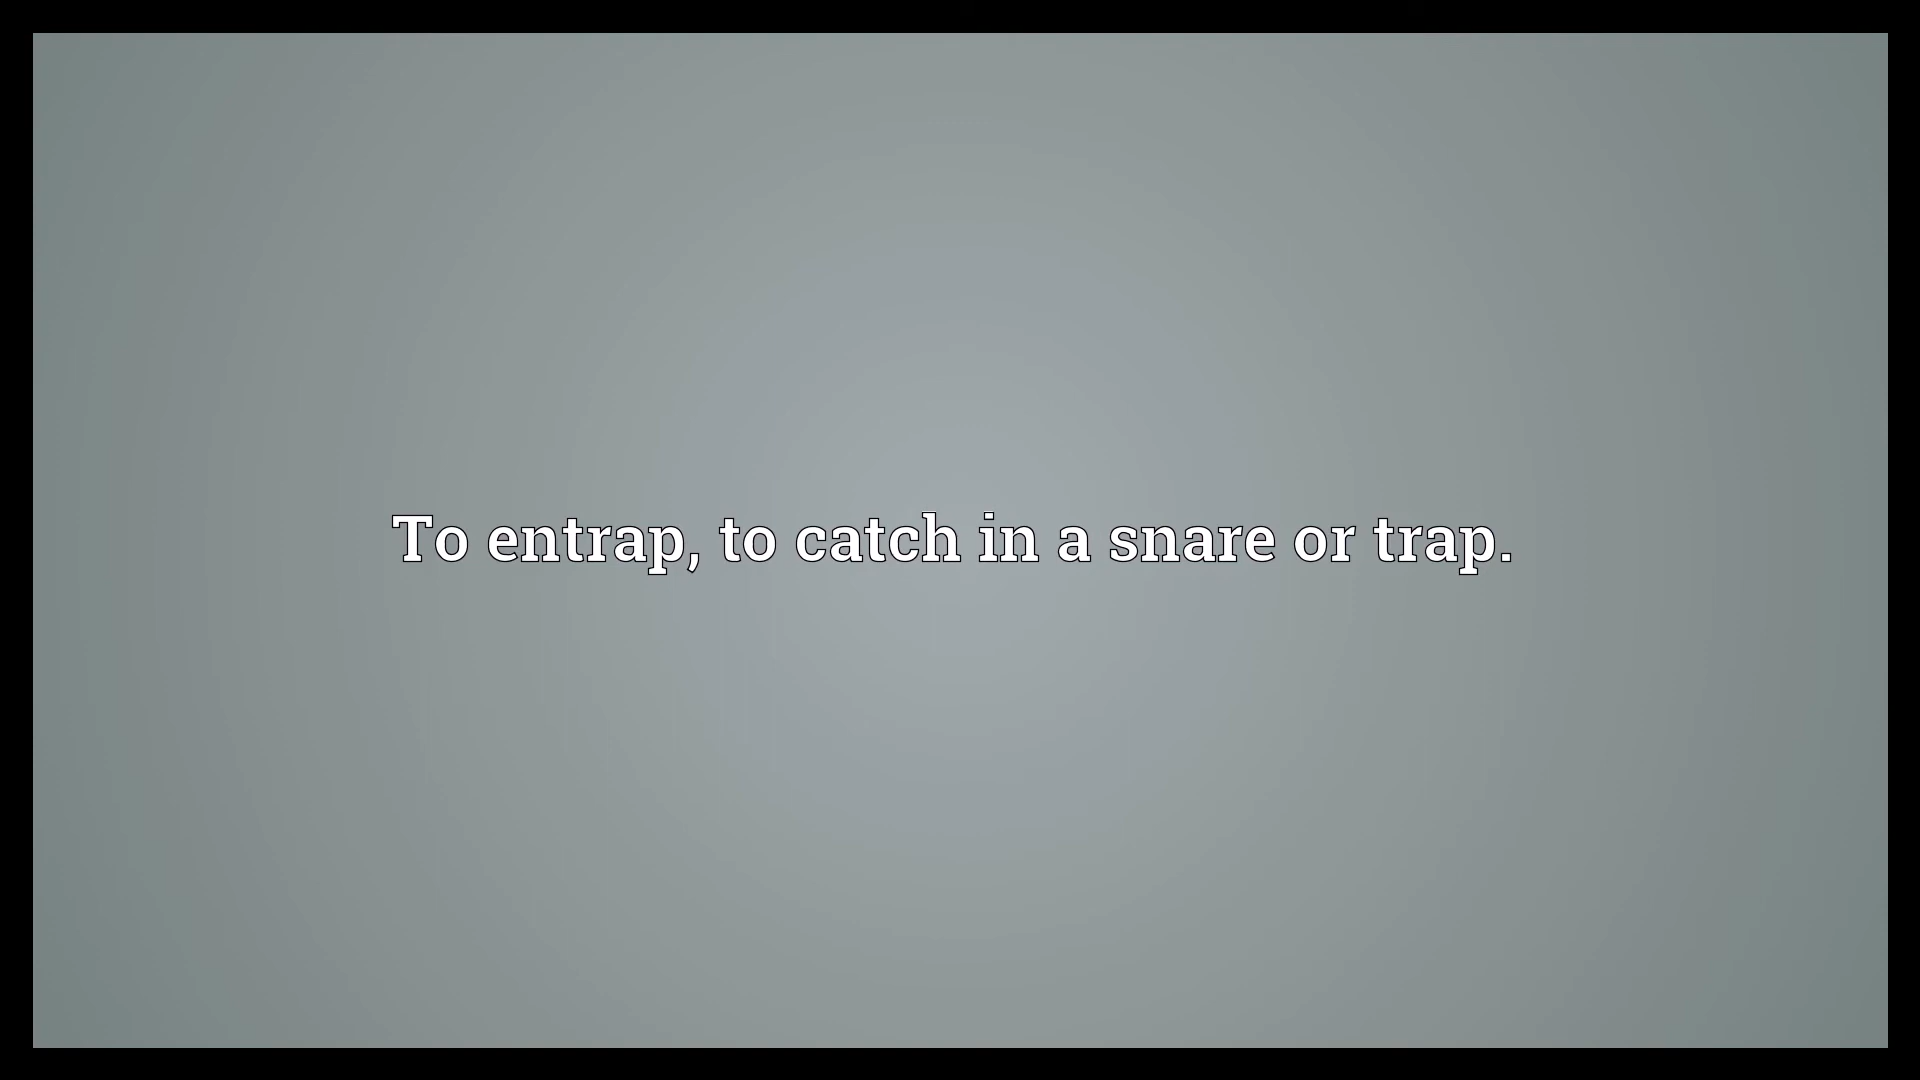 To entrap, to catch in a snare or trap.